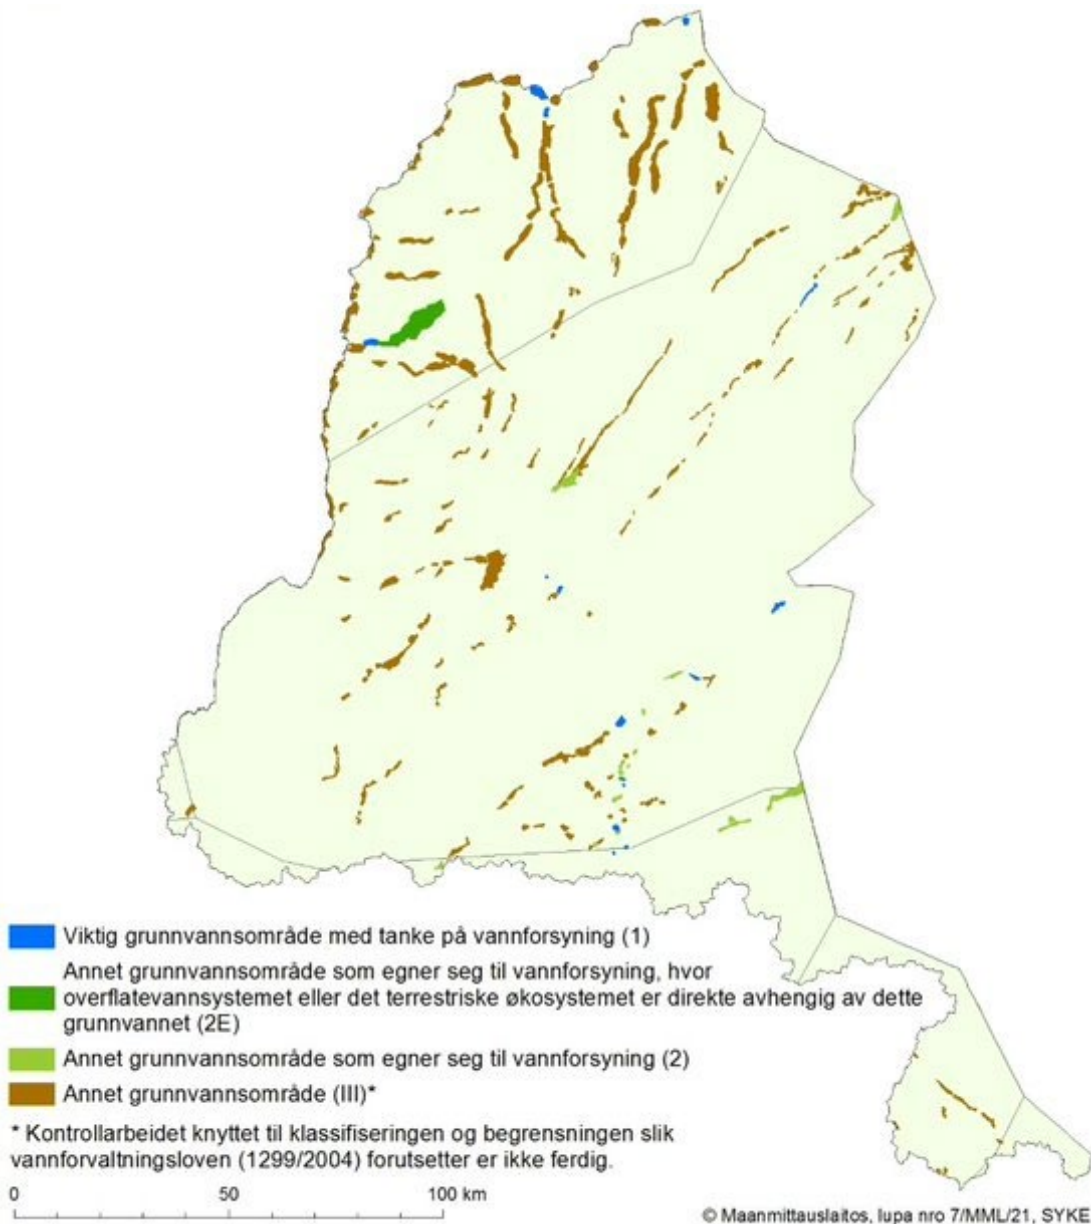 Viktig grunnvannsområde med tanke på vannforsyning (1)
Annet grunnvannsområde som egner seg til vannforsyning, hvor
overflatevannsystemet eller det terrestriske økosystemet er direkte avhengig av dette
grunnvannet (2E)
Annet grunnvannsområde som egner seg til vannforsyning (2)
Annet grunnvannsområde (III)*
* Kontrollarbeidet knyttet til klassifiseringen og begrensningen slik
vannforvaltningsloven (1299/2004) forutsetter er ikke ferdig.
0 50 100 km
© Maanmittauslaitos, lupa nro 7/MML/21, SYKE